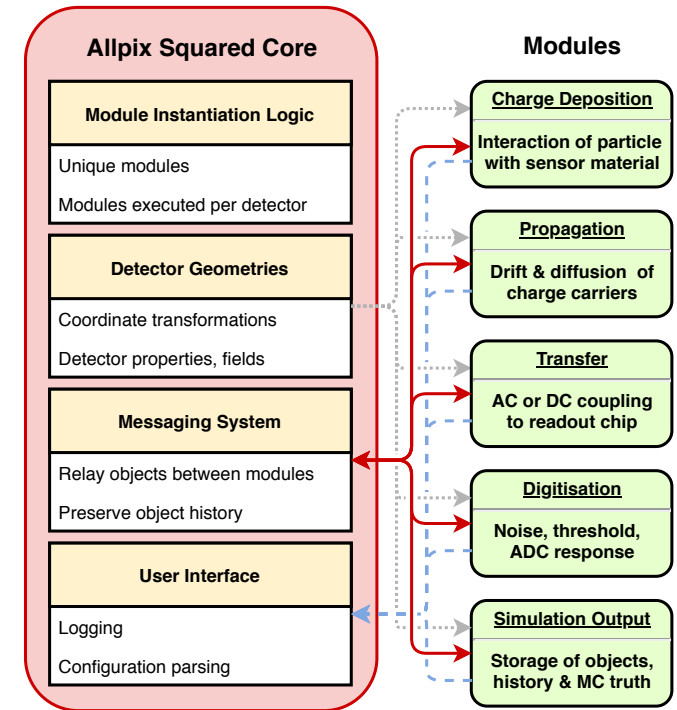 Allpix Squared Core
Module Instantiation Logic
Unique modules
Modules executed per detector
Detector Geometries
Coordinate transformations
Detector properties, fields
Messaging System
Relay objects between modules
Preserve object history
User Interface
Logging
Configuration parsing
Modules
Charge Deposition
Interaction of particle
with sensor material
Propagation
Drift & diffusion of
charge carriers
Transfer
AC or DC coupling
to readout chip
Digitisation
Noise, threshold,
ADC response
Simulation Output
Storage of objects,
history & MC truth